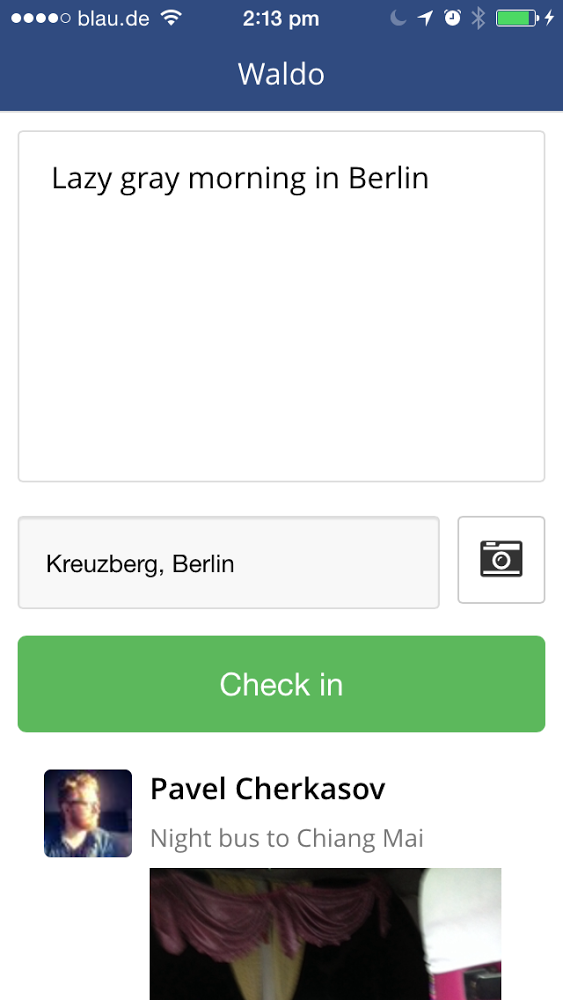 blau.de 2:13 pm
Waldo
Lazy gray morning in Berlin
Kreuzberg, Berlin
Check in
Pavel Cherkasov
Night bus to Chiang Mai